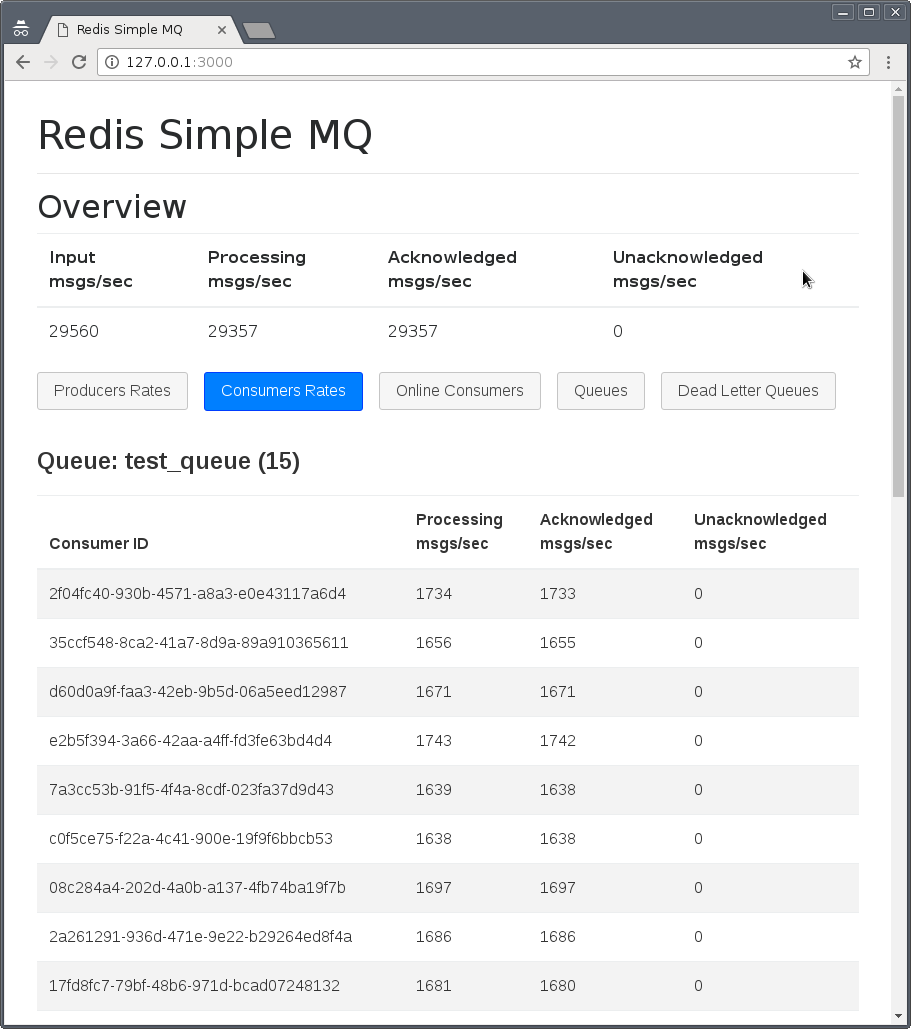 Redis Simple MQ
127.0.0.1:3000
Redis Simple MQ
Overview
Input msgs/sec Processing msgs/sec Acknowledged msgs/sec Unacknowledged msgs/sec
29560 29357 29357 0
Producers Rates Consumers Rates Online Consumers Queues Dead Letter Queues
Queue: test_queue (15)
Consumer ID Processing msgs/sec Acknowledged msgs/sec Unacknowledged msgs/sec
2f04fc40-930b-4571-a8a3-e0e43117a6d4 1734 1733 0
35ccf548-8ca2-41a7-8d9a-89a910365611 1656 1655 0
d60d0a9f-faa3-42eb-9b5d-06a5eed12987 1671 1671 0
e2b5f394-3a66-42aa-a4ff-fd3fe63bd4d4 1743 1742 0
7a3cc53b-91f5-4f4a-8cdf-023fa37d9d43 1639 1638 0
c0f5ce75-f22a-4c41-900e-19f9f6bbcb53 1638 1638 0
08c284a4-202d-4a0b-a137-4fb74ba19f7b 1697 1697 0
2a261291-936d-471e-9e22-b29264ed8f4a 1686 1686 0
17fd8fc7-79bf-48b6-971d-bcad07248132 1681 1680 0